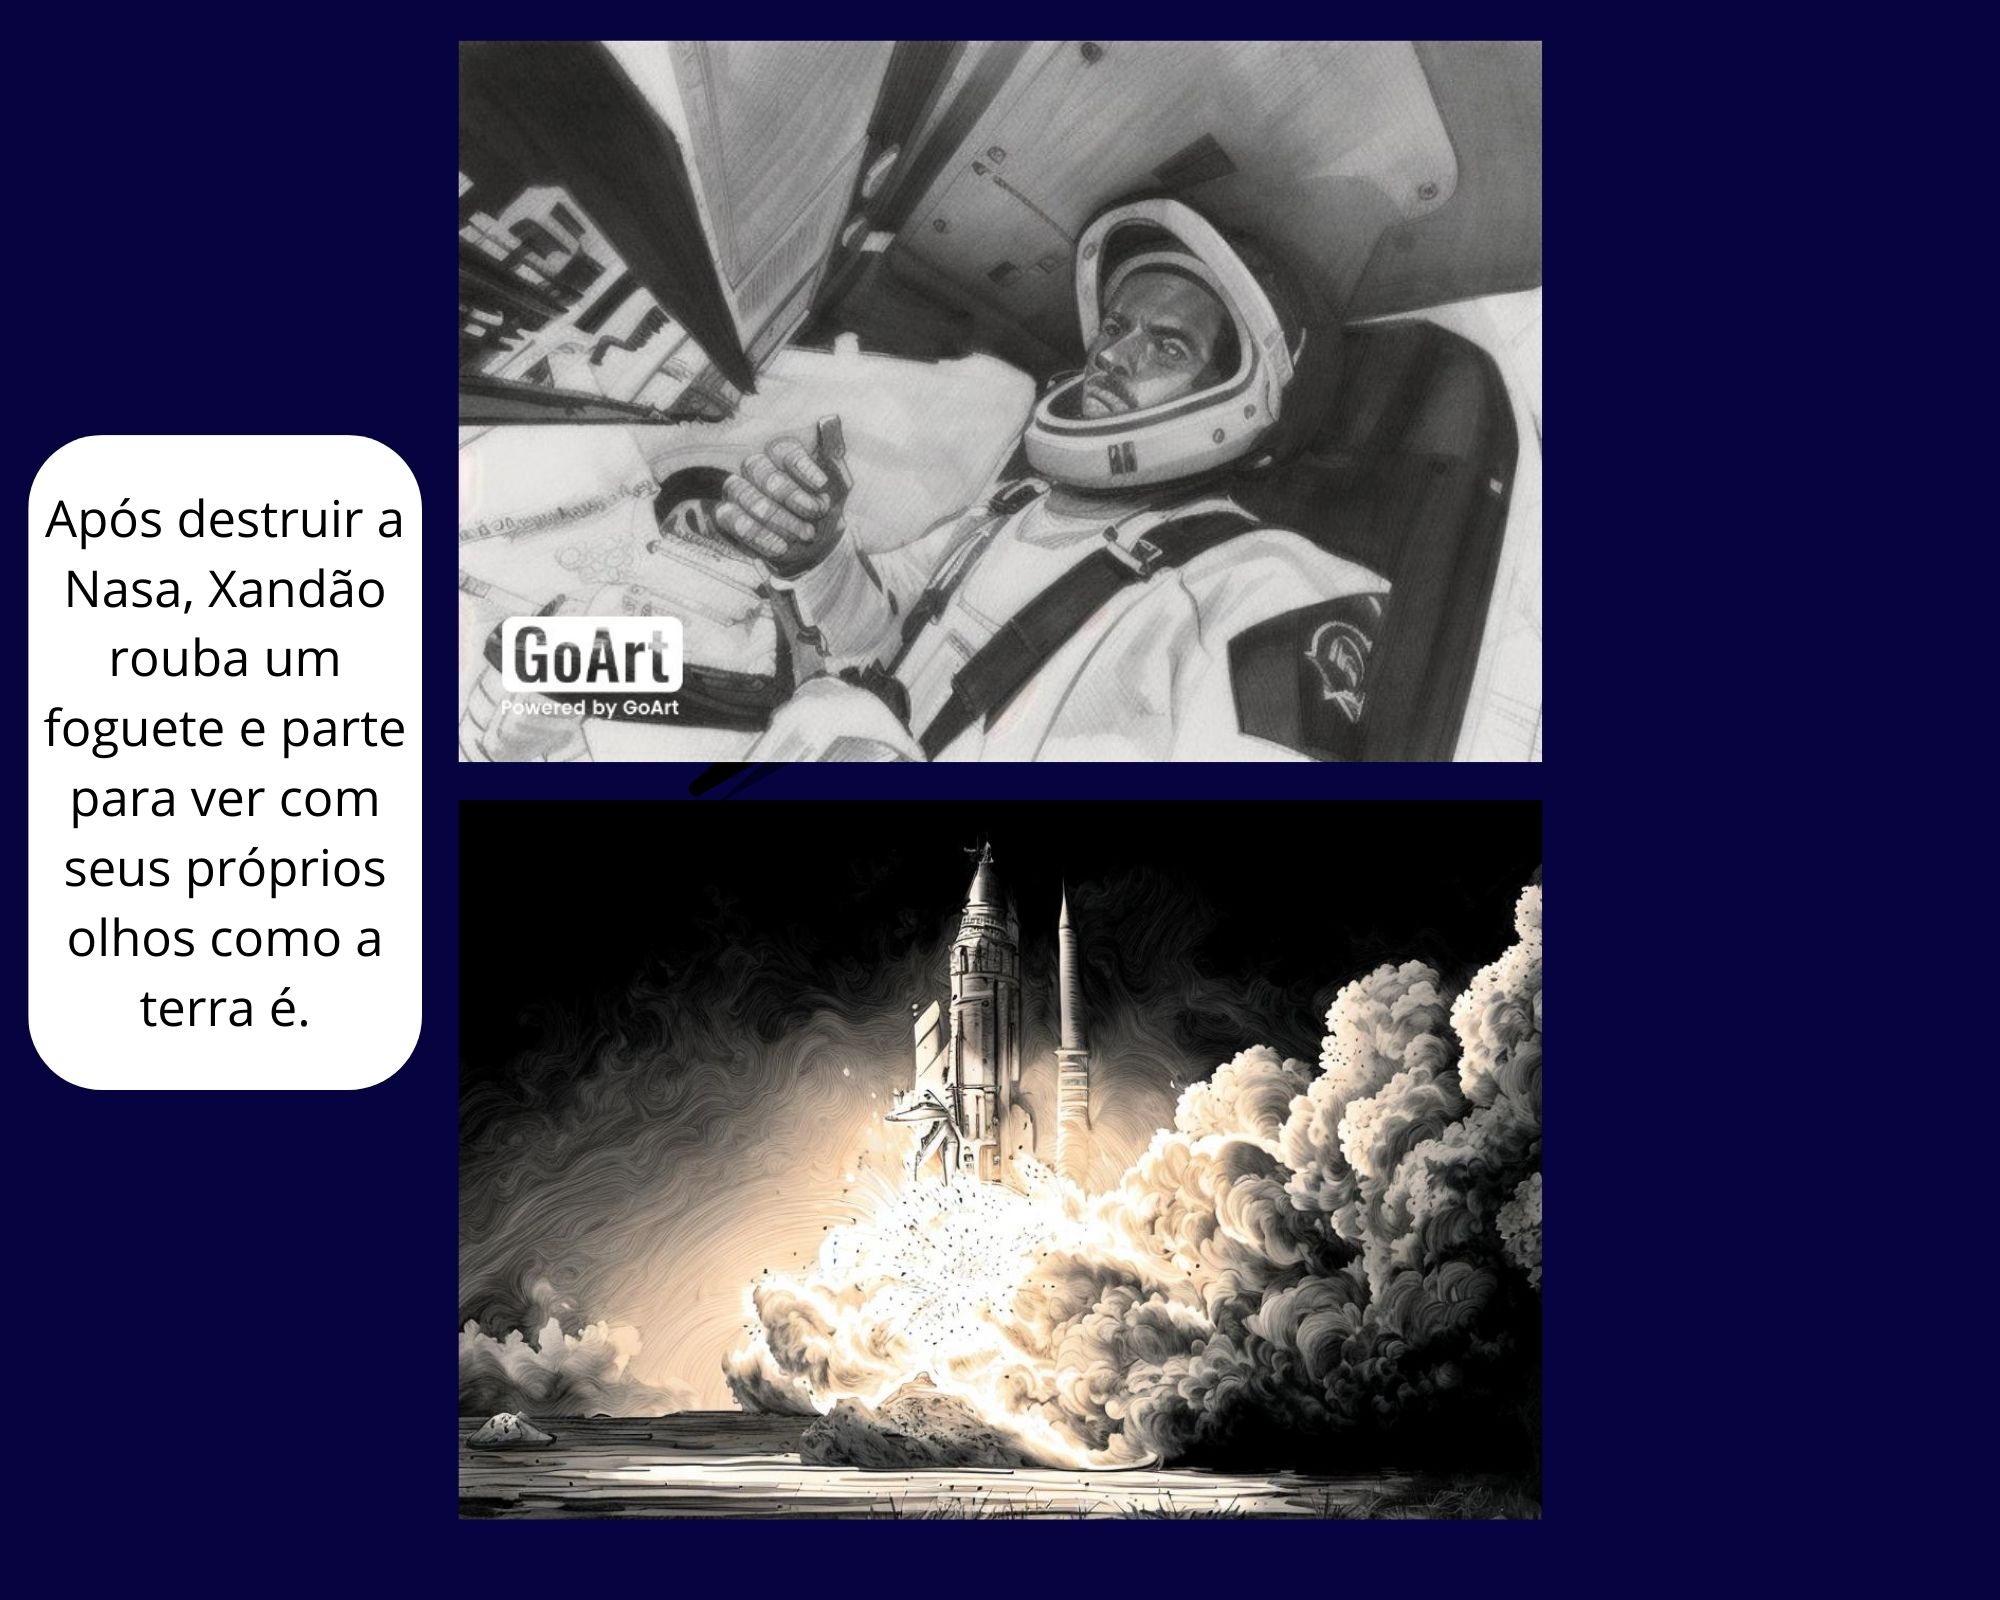 Após destruir a
Nasa, Xandão
rouba um
foguete e parte
para ver com
seus próprios
olhos como a
terra é.
GoArt
Powered by GoArt